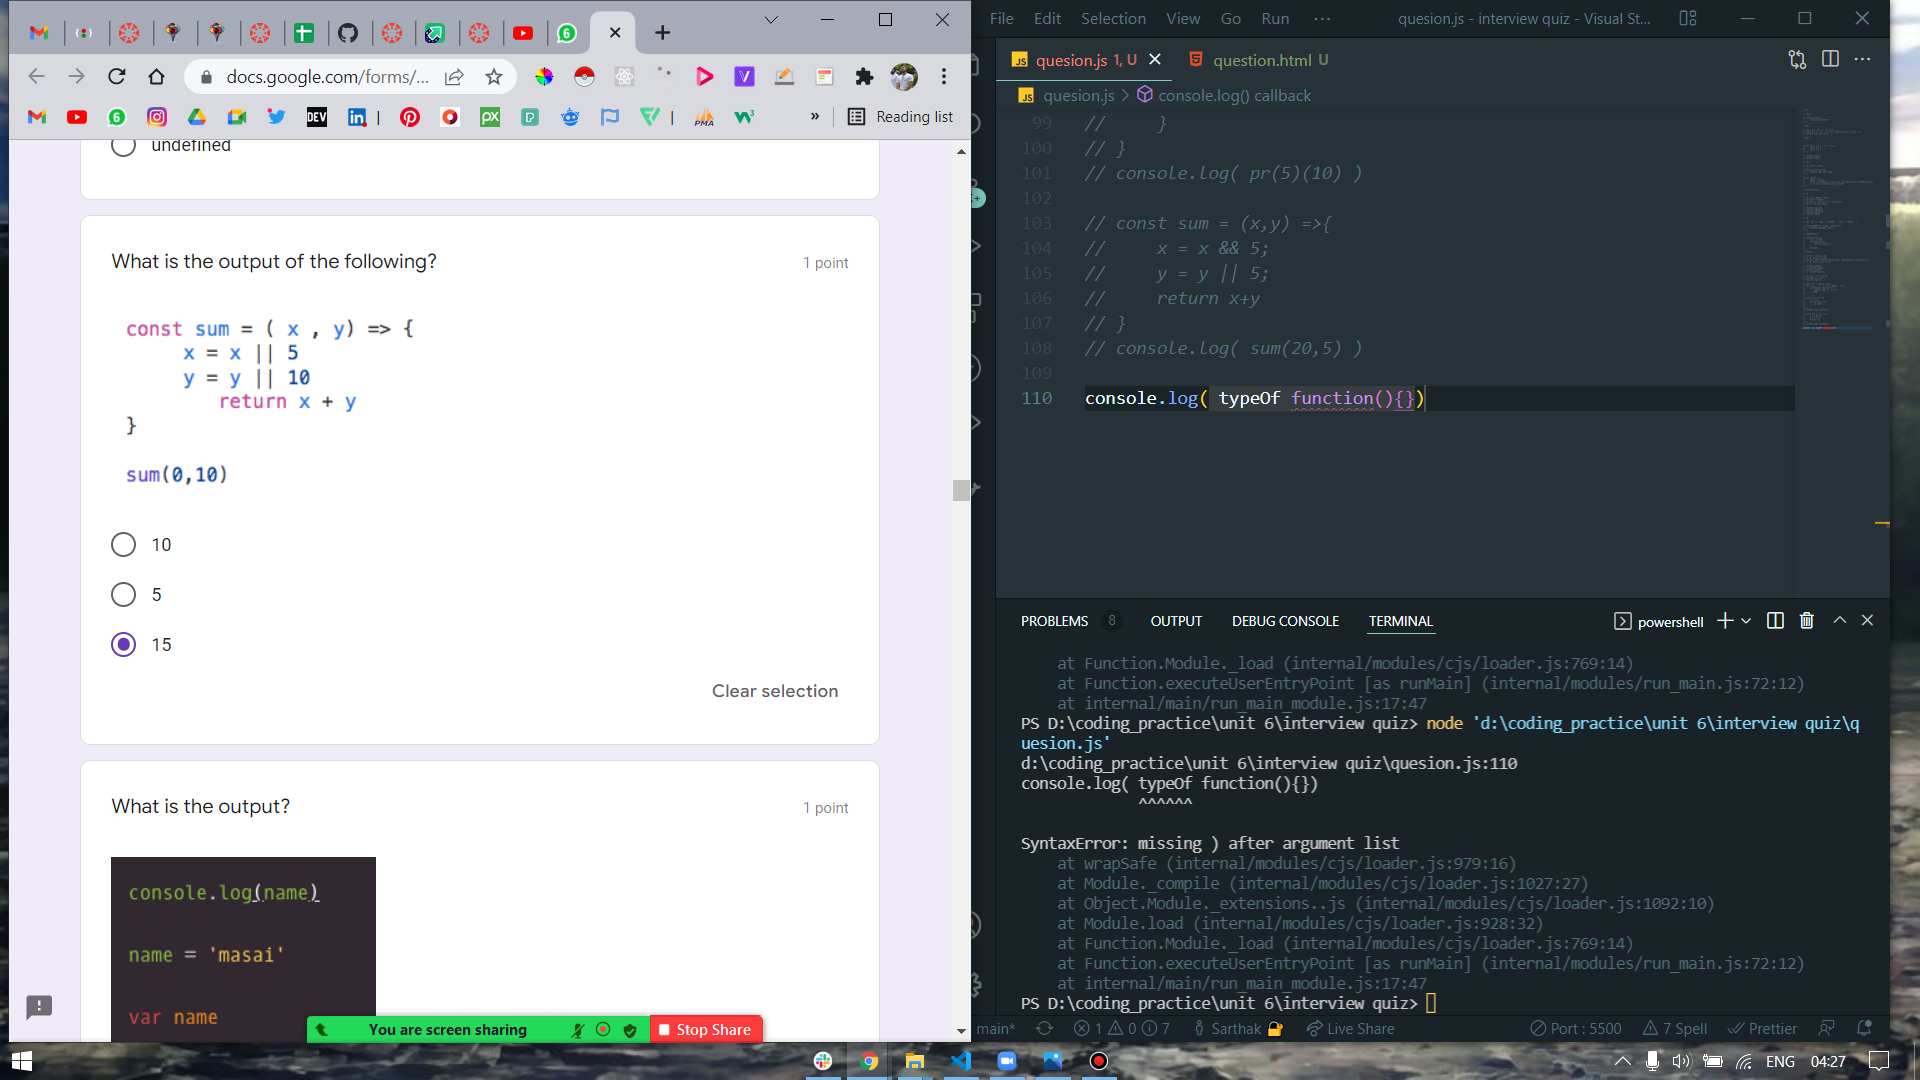 docs.google.com/forms/...
Reading list
undefined
What is the output of the following?
1 point
const sum = ( x , y) => {
x = x || 5
y = y || 10
return x + y
}
sum(0,10)
10
5
15
Clear selection
What is the output?
1 point
console.log(name)
name = 'masai'
var name
You are screen sharing
Stop Share
File Edit Selection View Go Run ···
quesion.js - interview quiz - Visual St...
JS quesion.js 1, U
question.html U
JS quesion.js > console.log() callback
99 // }
100 // }
101 // console.log( pr(5)(10) )
102
103 // const sum = (x,y) =>{
104 // x = x && 5;
105 // y = y || 5;
106 // return x+y
107 // }
108 // console.log( sum(20,5) )
109
110 console.log( typeOf function(){})
PROBLEMS 8 OUTPUT DEBUG CONSOLE TERMINAL
powershell
at Function.Module._load (internal/modules/cjs/loader.js:769:14)
at Function.executeUserEntryPoint [as runMain] (internal/modules/run_main.js:72:12)
at internal/main/run_main_module.js:17:47
PS D:\coding_practice\unit 6\interview quiz> node 'd:\coding_practice\unit 6\interview quiz\q
uesion.js'
d:\coding_practice\unit 6\interview quiz\quesion.js:110
console.log( typeOf function(){})
^^^^^^
SyntaxError: missing ) after argument list
at wrapSafe (internal/modules/cjs/loader.js:979:16)
at Module._compile (internal/modules/cjs/loader.js:1027:27)
at Object.Module._extensions..js (internal/modules/cjs/loader.js:1092:10)
at Module.load (internal/modules/cjs/loader.js:928:32)
at Function.Module._load (internal/modules/cjs/loader.js:769:14)
at Function.executeUserEntryPoint [as runMain] (internal/modules/run_main.js:72:12)
at internal/main/run_main_module.js:17:47
PS D:\coding_practice\unit 6\interview quiz>
main* 1 0 7 Sarthak Live Share Port : 5500 7 Spell Prettier
ENG 04:27